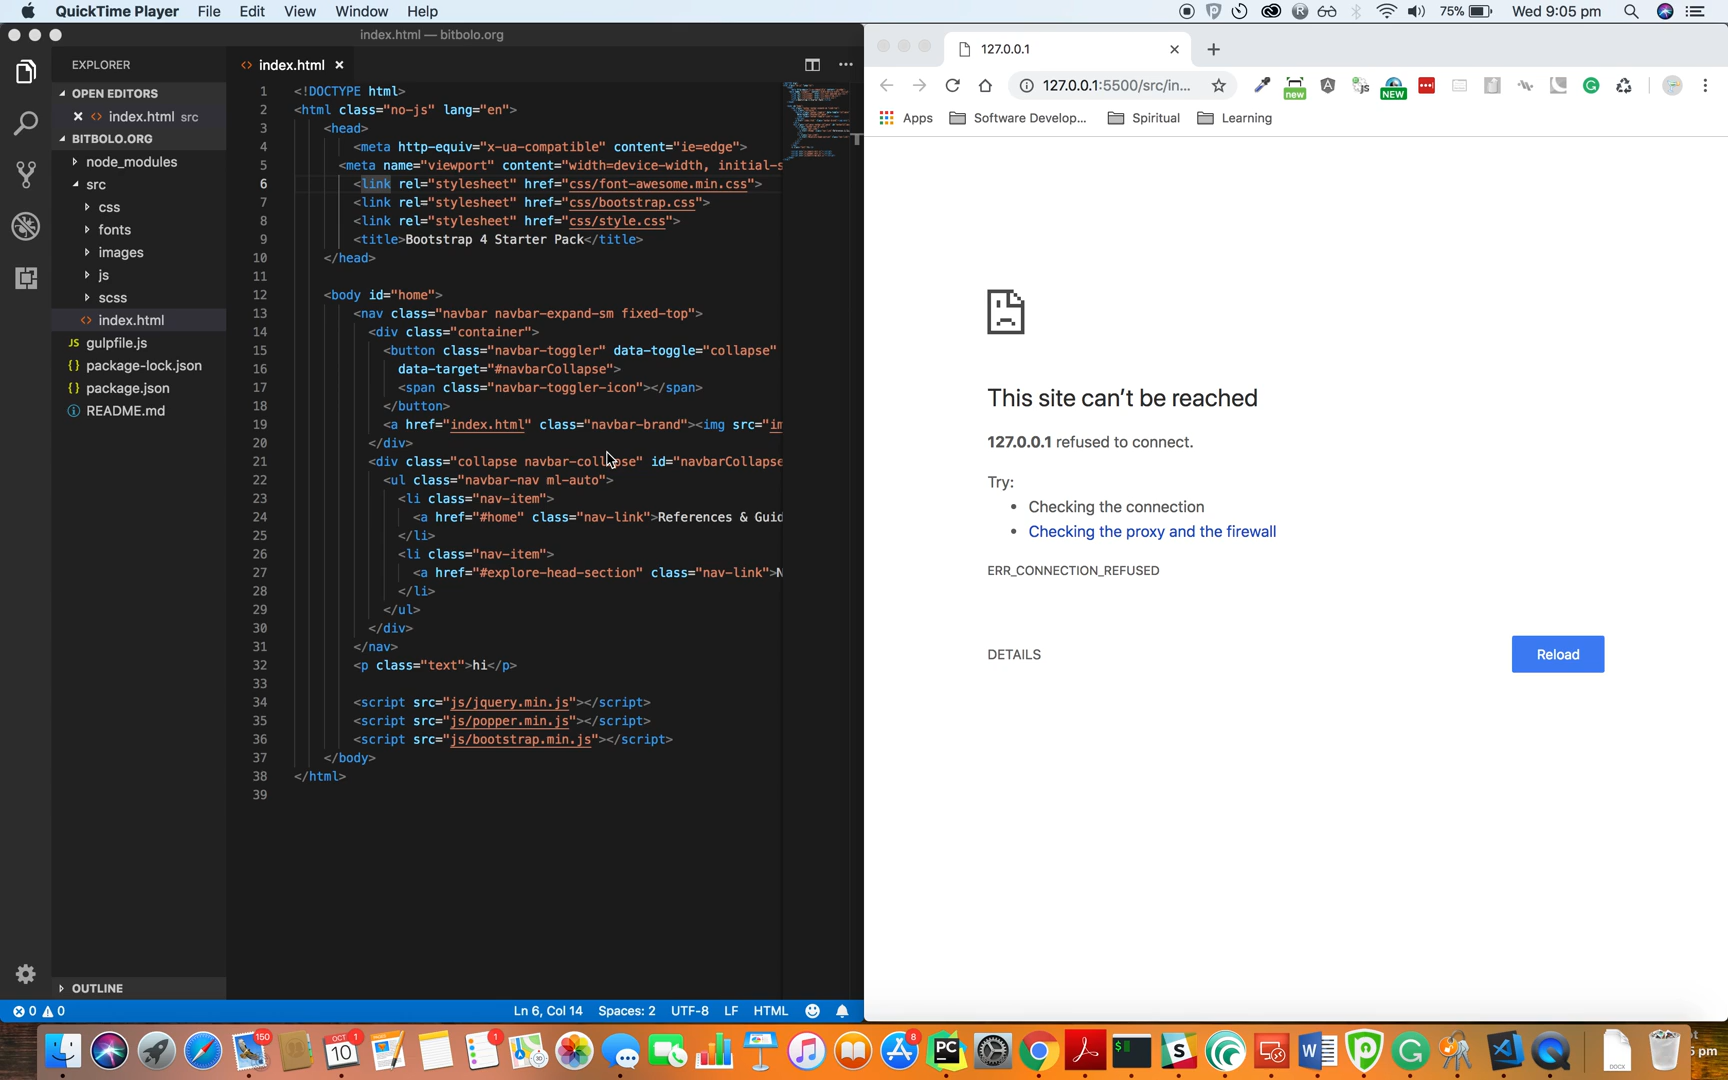 QuickTime Player File Edit View Window Help
75% Wed 9:05 pm
index.html — bitbolo.org
EXPLORER
OPEN EDITORS
index.html src
BITBOLO.ORG
node_modules
src
css
fonts
images
js
scss
index.html
JS gulpfile.js
{} package-lock.json
{} package.json
README.md
OUTLINE
<> index.html ×
1 <!DOCTYPE html>
2 <html class="no-js" lang="en">
3 <head>
4 <meta http-equiv="x-ua-compatible" content="ie=edge">
5 <meta name="viewport" content="width=device-width, initial-s
6 <link rel="stylesheet" href="css/font-awesome.min.css">
7 <link rel="stylesheet" href="css/bootstrap.css">
8 <link rel="stylesheet" href="css/style.css">
9 <title>Bootstrap 4 Starter Pack</title>
10 </head>
11
12 <body id="home">
13 <nav class="navbar navbar-expand-sm fixed-top">
14 <div class="container">
15 <button class="navbar-toggler" data-toggle="collapse"
16 data-target="#navbarCollapse">
17 <span class="navbar-toggler-icon"></span>
18 </button>
19 <a href="index.html" class="navbar-brand"><img src="im
20 </div>
21 <div class="collapse navbar-collapse" id="navbarCollapse
22 <ul class="navbar-nav ml-auto">
23 <li class="nav-item">
24 <a href="#home" class="nav-link">References & Guid
25 </li>
26 <li class="nav-item">
27 <a href="#explore-head-section" class="nav-link">N
28 </li>
29 </ul>
30 </div>
31 </nav>
32 <p class="text">hi</p>
33
34 <script src="js/jquery.min.js"></script>
35 <script src="js/popper.min.js"></script>
36 <script src="js/bootstrap.min.js"></script>
37 </body>
38 </html>
39
0 0 Ln 6, Col 14 Spaces: 2 UTF-8 LF HTML
127.0.0.1
127.0.0.1:5500/src/in...
new
js
NEW
Apps Software Develop... Spiritual Learning
This site can’t be reached
127.0.0.1 refused to connect.
Try:
• Checking the connection
• Checking the proxy and the firewall
ERR_CONNECTION_REFUSED
DETAILS Reload
150
OCT
10
1
1
30
8
PC
DOCX
pm